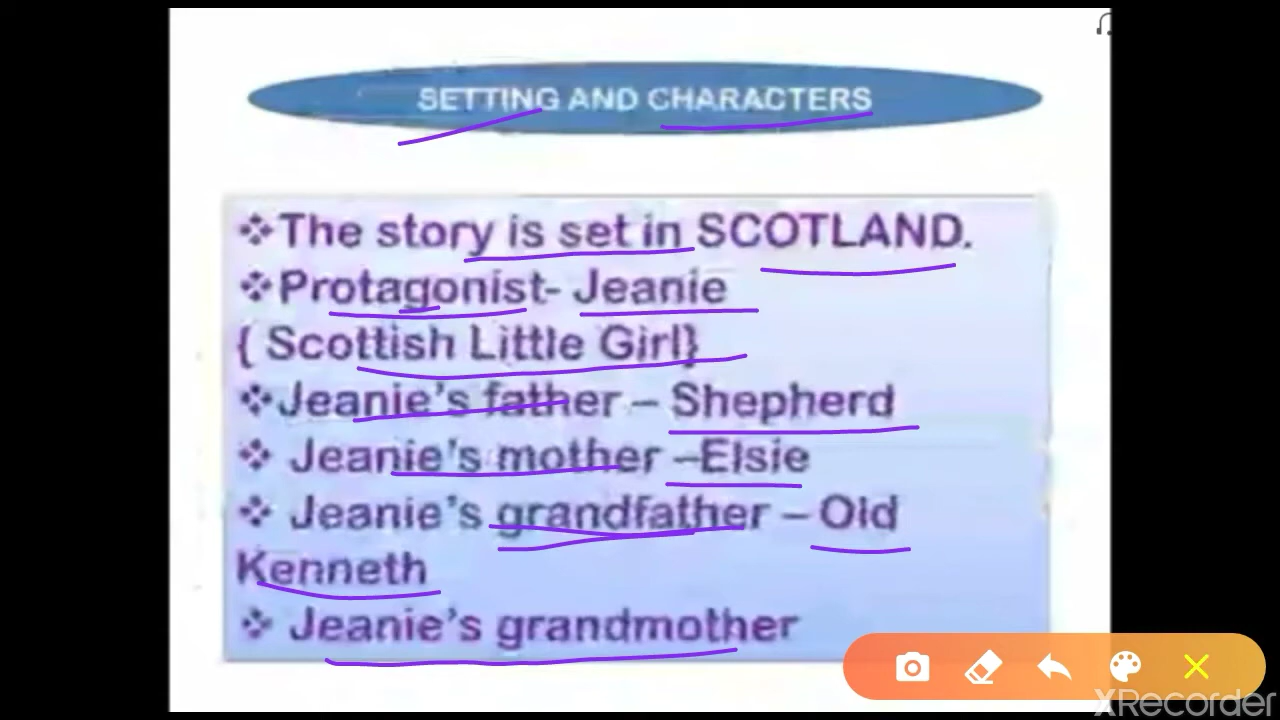 SETTING AND CHARACTERS
❖The story is set in SCOTLAND.
❖Protagonist- Jeanie
{ Scottish Little Girl}
❖Jeanie's father – Shepherd
❖ Jeanie's mother –Elsie
❖ Jeanie's grandfather – Old
Kenneth
❖ Jeanie's grandmother
XRecorder